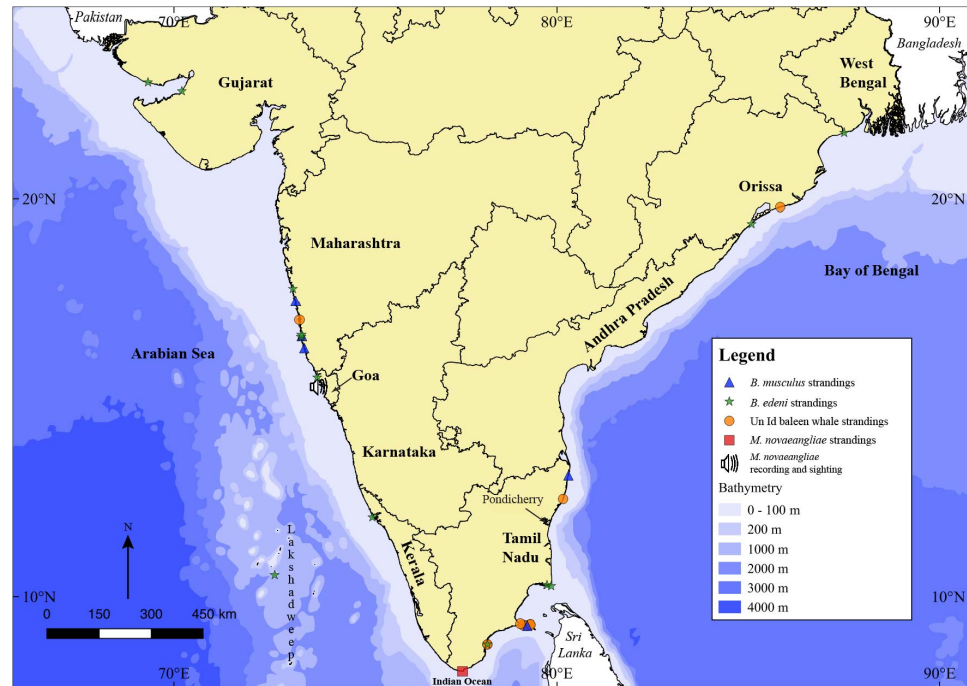 Pakistan
70°E
80°E
90°E
Bangladesh
West
Bengal
Gujarat
20°N
Orissa
20°N
Maharashtra
Bay of Bengal
Andhra Pradesh
Arabian Sea
Goa
Karnataka
Legend
B. musculus strandings
B. edeni strandings
Un Id baleen whale strandings
M. novaeangliae strandings
M. novaeangliae
recording and sighting
Bathymetry
0 - 100 m
200 m
1000 m
2000 m
3000 m
4000 m
Pondicherry
Tamil
Nadu
Kerala
Lakshadweep
N
10°N
10°N
0 150 300 450 km
Sri
Lanka
70°E
Indian Ocean
80°E
90°E